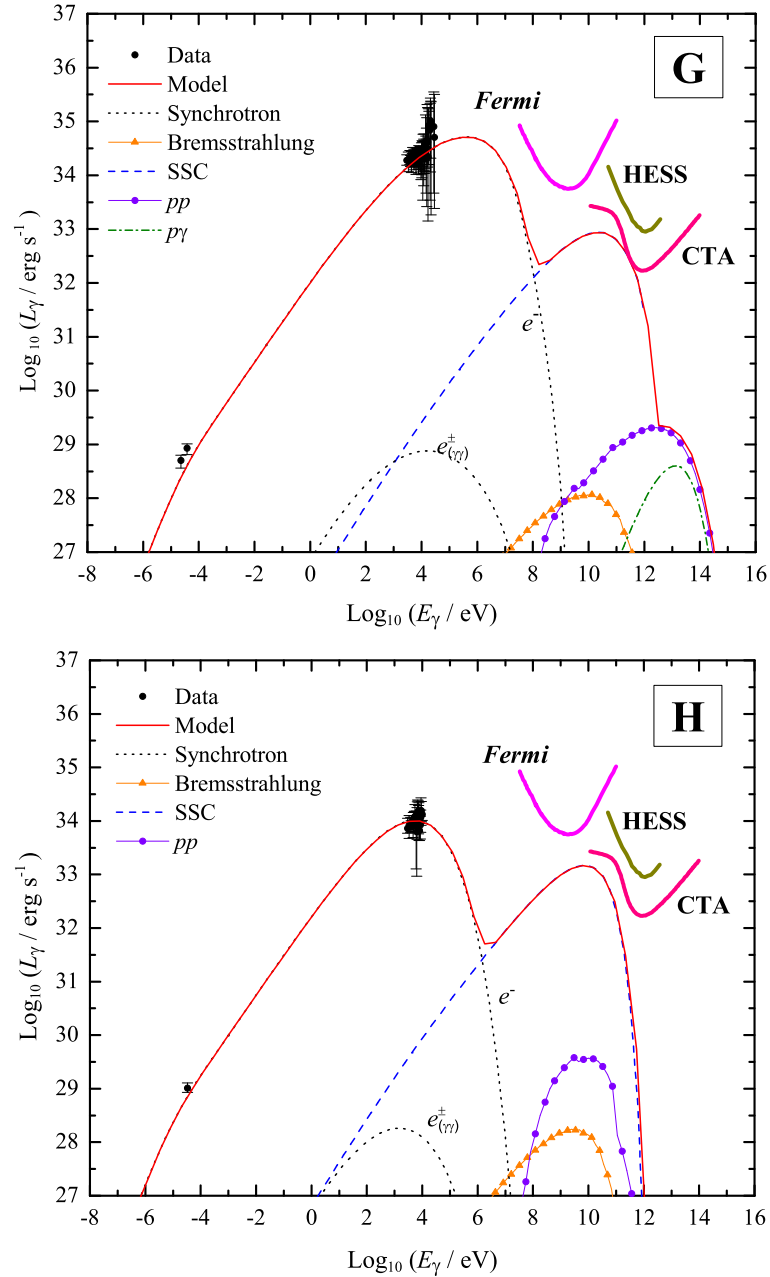 37
36
35
34
33
32
31
30
29
28
27
Log₁₀ (Lγ / erg s⁻¹)
Data
Model
Synchrotron
Bremsstrahlung
SSC
pp
pγ
G
Fermi
HESS
CTA
e⁻
e±(γγ)
-8 -6 -4 -2 0 2 4 6 8 10 12 14 16
Log₁₀ (Eγ / eV)
37
36
35
34
33
32
31
30
29
28
27
Log₁₀ (Lγ / erg s⁻¹)
Data
Model
Synchrotron
Bremsstrahlung
SSC
pp
H
Fermi
HESS
CTA
e⁻
e±(γγ)
-8 -6 -4 -2 0 2 4 6 8 10 12 14 16
Log₁₀ (Eγ / eV)